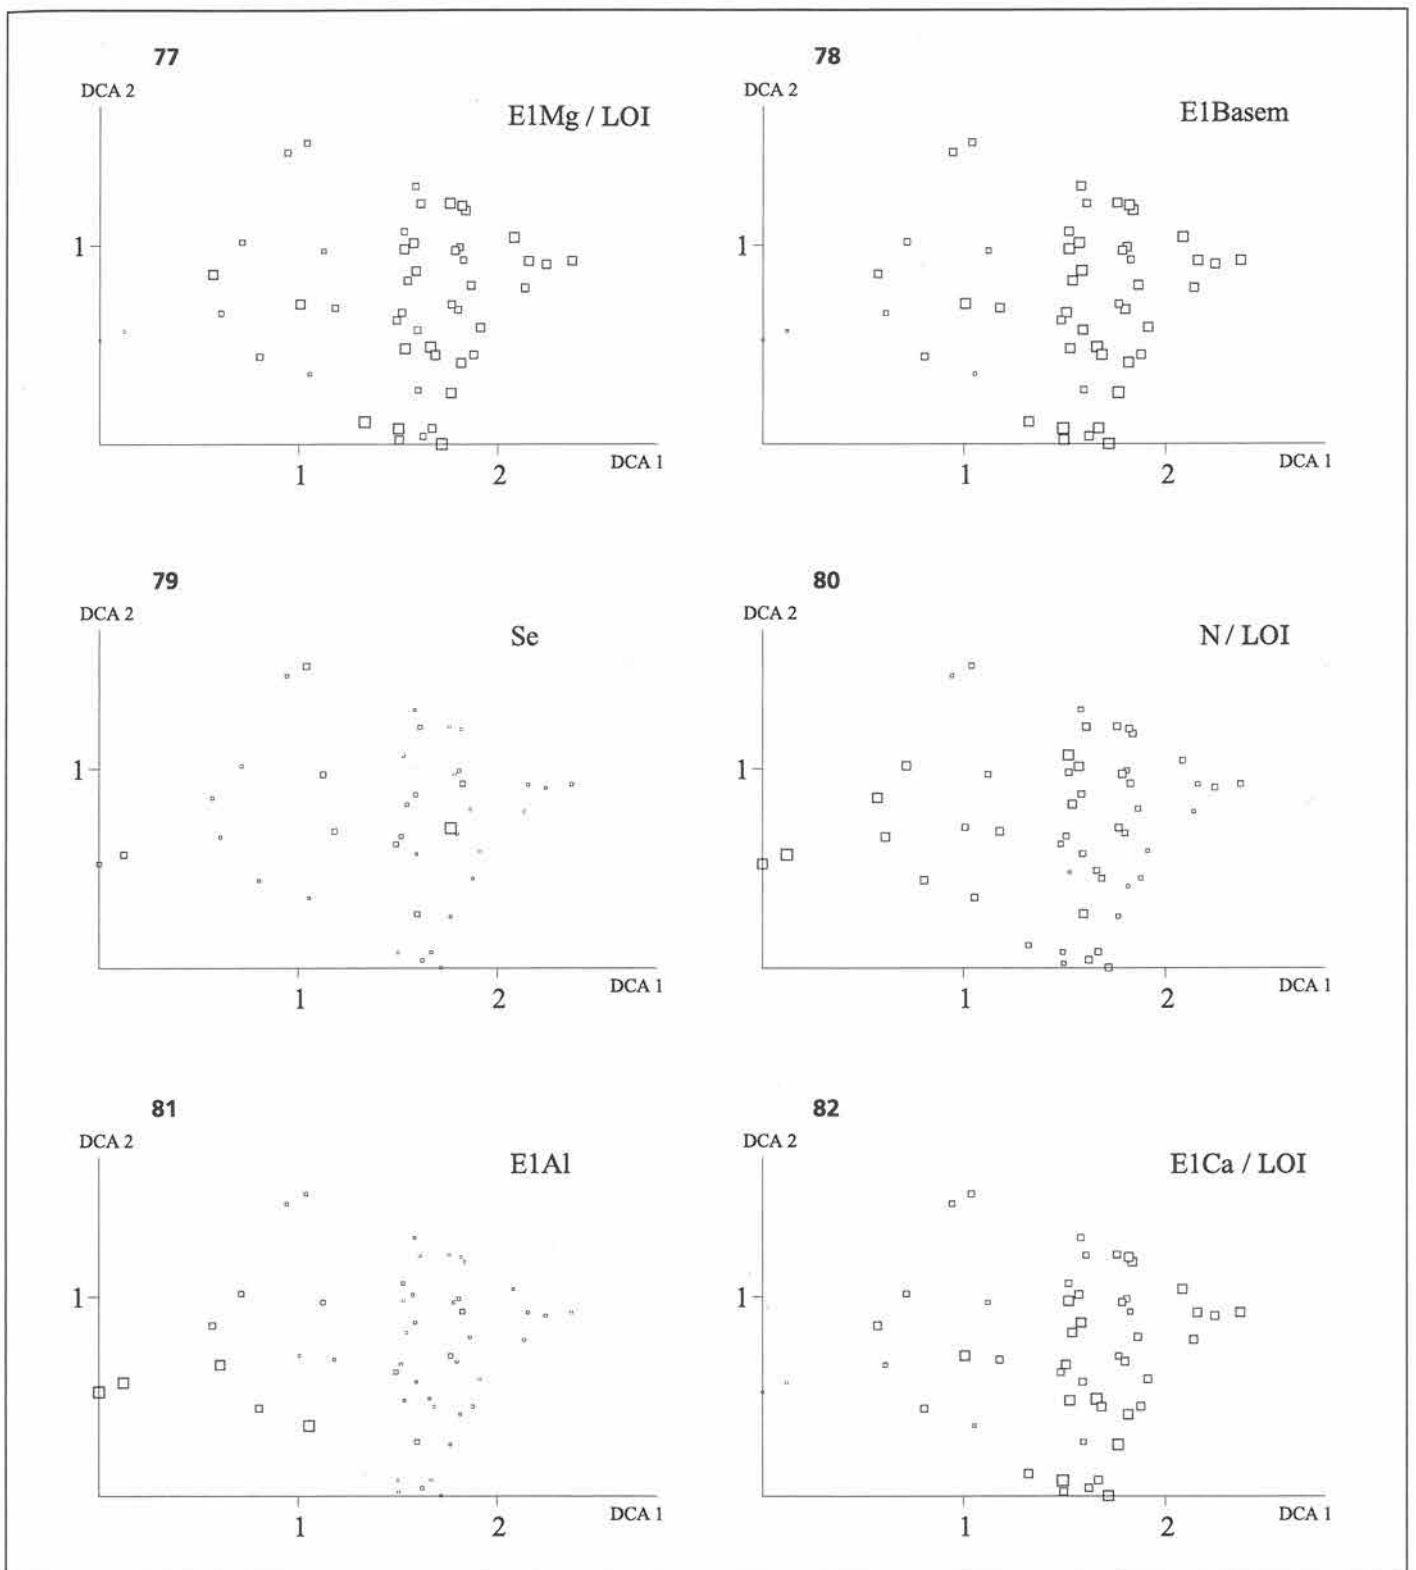 77
DCA 2
E1Mg / LOI
1
1
2
DCA 1
78
DCA 2
E1Basem
1
1
2
DCA 1
79
DCA 2
Se
1
1
2
DCA 1
80
DCA 2
N / LOI
1
1
2
DCA 1
81
DCA 2
E1Al
1
1
2
DCA 1
82
DCA 2
E1Ca / LOI
1
1
2
DCA 1